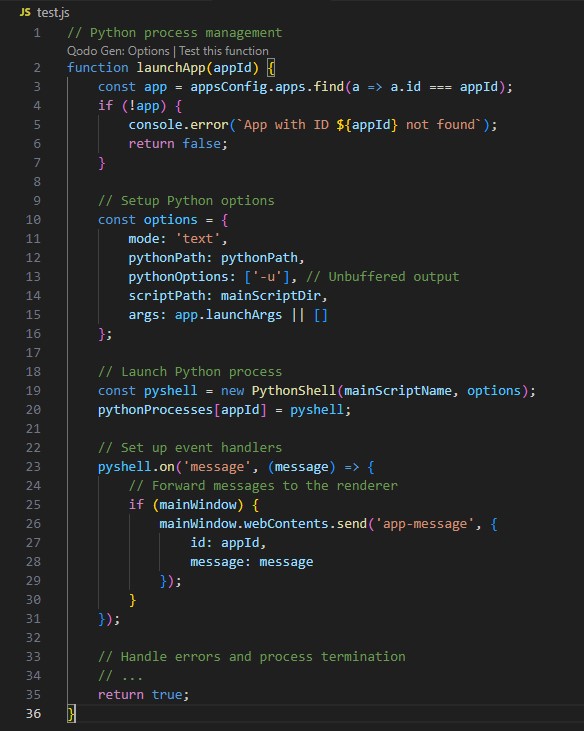 JS test.js
1 // Python process management
Qodo Gen: Options | Test this function
2 function launchApp(appId) {
3     const app = appsConfig.apps.find(a => a.id === appId);
4     if (!app) {
5         console.error(`App with ID ${appId} not found`);
6         return false;
7     }
8
9     // Setup Python options
10     const options = {
11         mode: 'text',
12         pythonPath: pythonPath,
13         pythonOptions: ['-u'], // Unbuffered output
14         scriptPath: mainScriptDir,
15         args: app.launchArgs || []
16     };
17
18     // Launch Python process
19     const pyshell = new PythonShell(mainScriptName, options);
20     pythonProcesses[appId] = pyshell;
21
22     // Set up event handlers
23     pyshell.on('message', (message) => {
24         // Forward messages to the renderer
25         if (mainWindow) {
26             mainWindow.webContents.send('app-message', {
27                 id: appId,
28                 message: message
29             });
30         }
31     });
32
33     // Handle errors and process termination
34     // ...
35     return true;
36 }